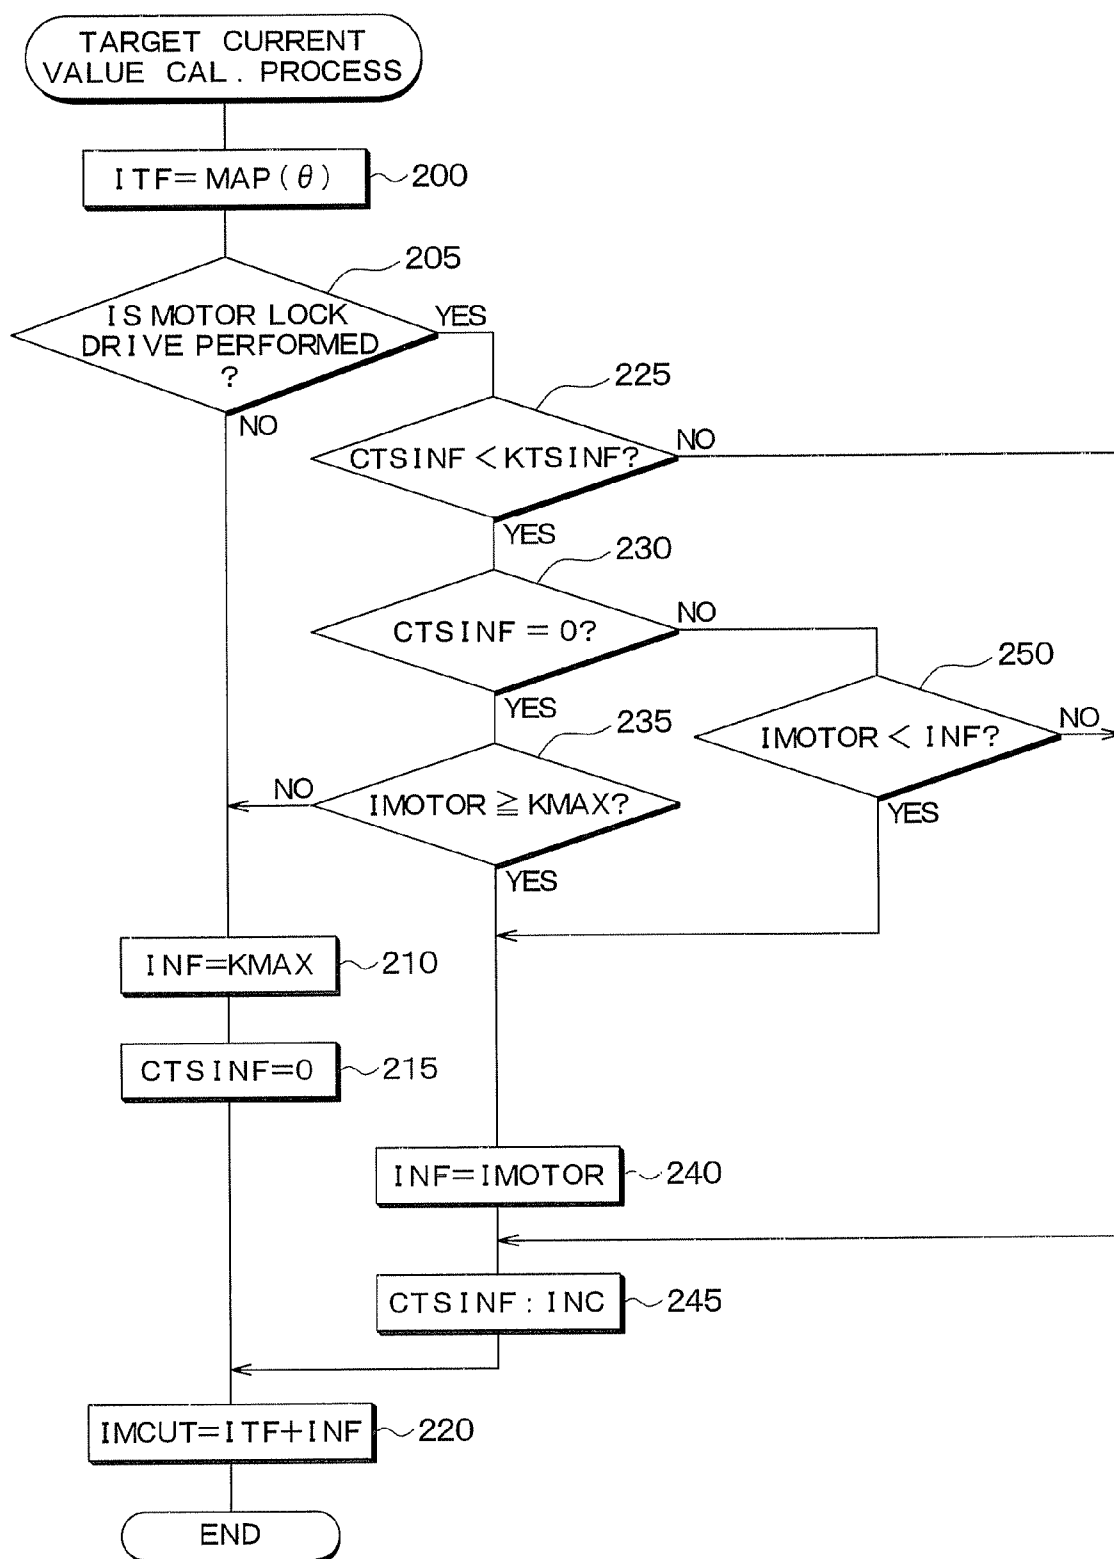 TARGET CURRENT
VALUE CAL. PROCESS
ITF=MAP(θ)
200
205
IS MOTOR LOCK
DRIVE PERFORMED
?
YES
NO
225
CTSINF<KTSINF?
NO
YES
230
CTSINF=0?
NO
YES
250
IMOTOR<INF?
NO
YES
235
IMOTOR≧KMAX?
NO
YES
INF=KMAX
210
CTSINF=0
215
INF=IMOTOR
240
CTSINF:INC
245
IMCUT=ITF+INF
220
END